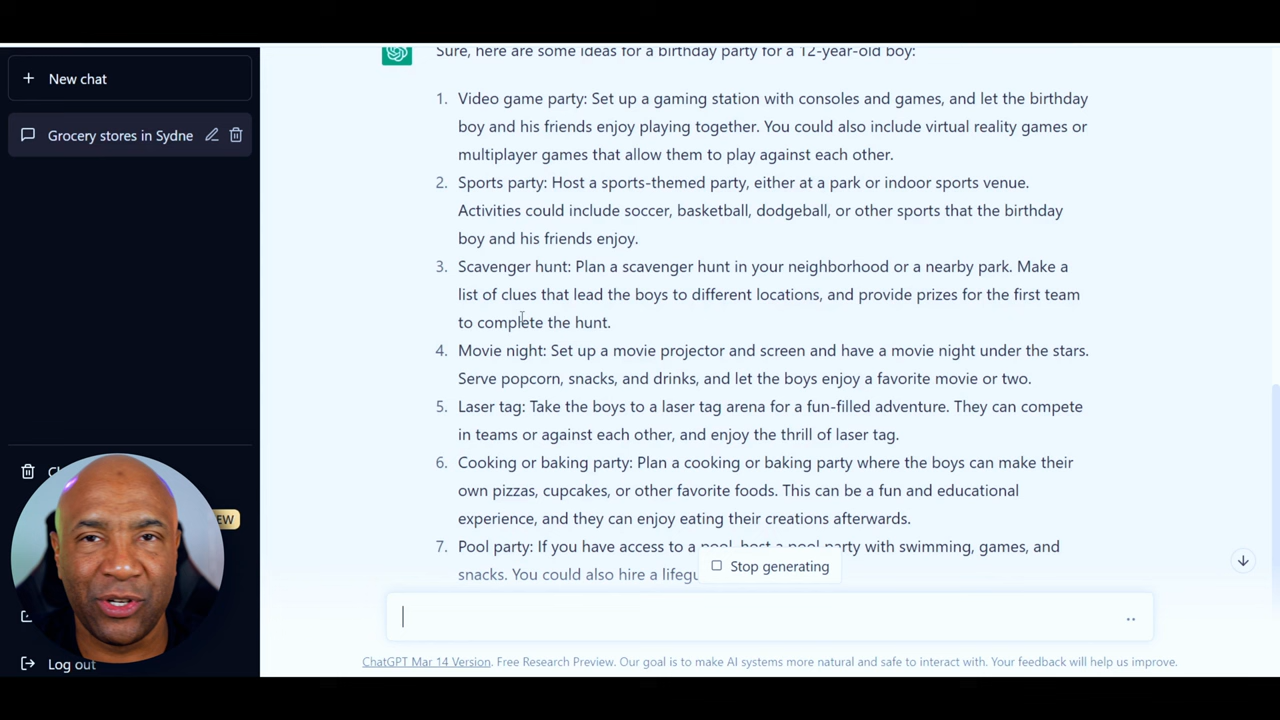 New chat
Grocery stores in Sydne
Sure, here are some ideas for a birthday party for a 12-year-old boy:
1. Video game party: Set up a gaming station with consoles and games, and let the birthday
boy and his friends enjoy playing together. You could also include virtual reality games or
multiplayer games that allow them to play against each other.
2. Sports party: Host a sports-themed party, either at a park or indoor sports venue.
Activities could include soccer, basketball, dodgeball, or other sports that the birthday
boy and his friends enjoy.
3. Scavenger hunt: Plan a scavenger hunt in your neighborhood or a nearby park. Make a
list of clues that lead the boys to different locations, and provide prizes for the first team
to complete the hunt.
4. Movie night: Set up a movie projector and screen and have a movie night under the stars.
Serve popcorn, snacks, and drinks, and let the boys enjoy a favorite movie or two.
5. Laser tag: Take the boys to a laser tag arena for a fun-filled adventure. They can compete
in teams or against each other, and enjoy the thrill of laser tag.
6. Cooking or baking party: Plan a cooking or baking party where the boys can make their
own pizzas, cupcakes, or other favorite foods. This can be a fun and educational
experience, and they can enjoy eating their creations afterwards.
7. Pool party: If you have access to a pool, host a pool party with swimming, games, and
snacks. You could also hire a lifegu
Stop generating
Log out
ChatGPT Mar 14 Version. Free Research Preview. Our goal is to make AI systems more natural and safe to interact with. Your feedback will help us improve.